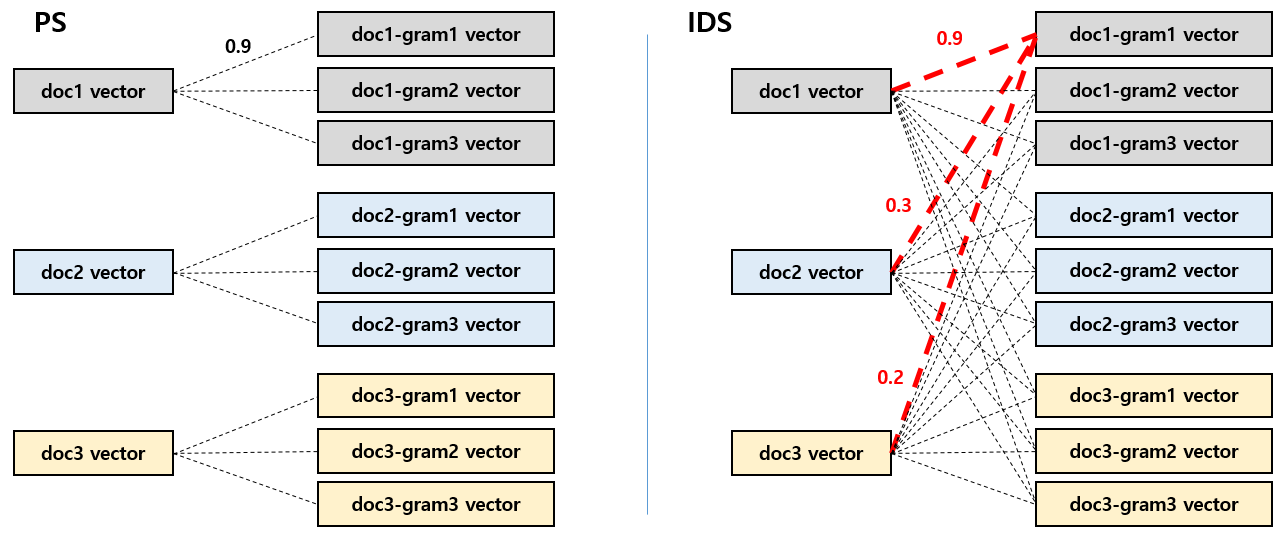 PS
0.9
doc1 vector
doc1-gram1 vector
doc1-gram2 vector
doc1-gram3 vector
doc2 vector
doc2-gram1 vector
doc2-gram2 vector
doc2-gram3 vector
doc3 vector
doc3-gram1 vector
doc3-gram2 vector
doc3-gram3 vector
IDS
0.9
0.3
0.2
doc1 vector
doc1-gram1 vector
doc1-gram2 vector
doc1-gram3 vector
doc2 vector
doc2-gram1 vector
doc2-gram2 vector
doc2-gram3 vector
doc3 vector
doc3-gram1 vector
doc3-gram2 vector
doc3-gram3 vector